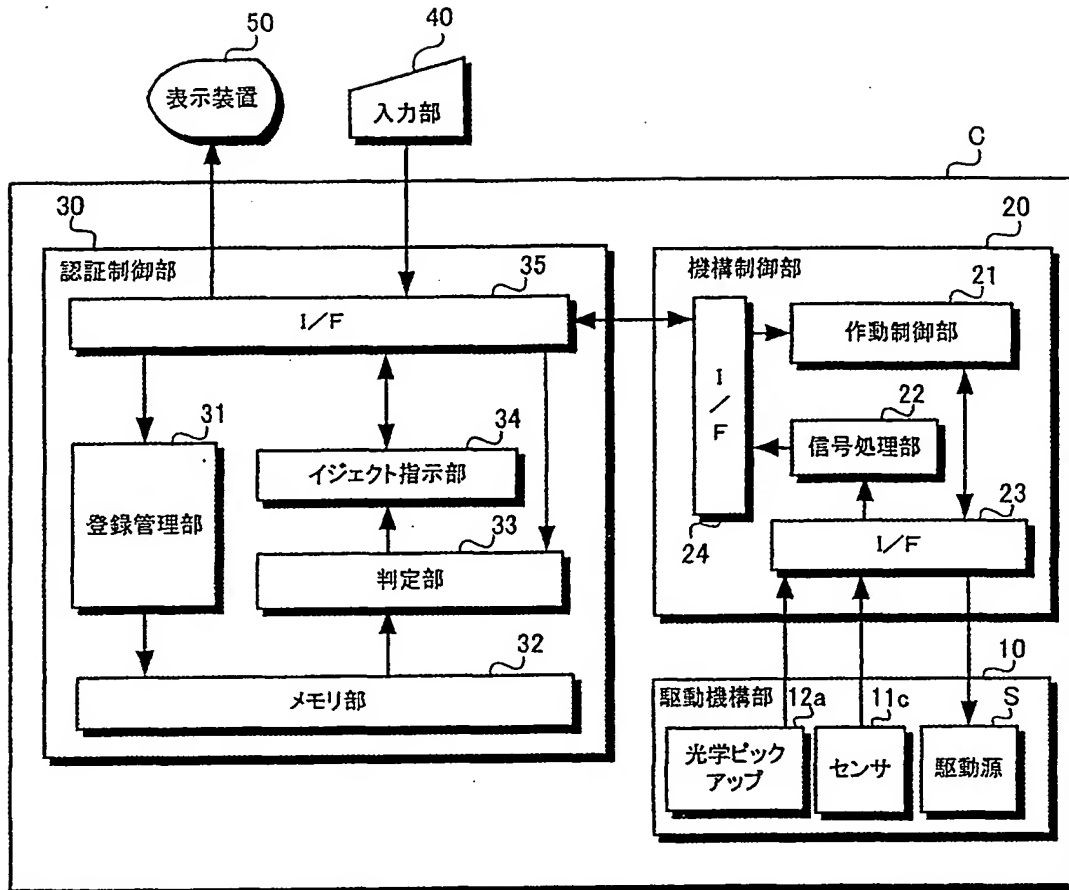 50
40
表示装置
入力部
C
30
20
認証制御部
機構制御部
35
21
I/F
作動制御部
I/F
22
31
34
信号処理部
イジェクト指示部
登録管理部
33
23
24
I/F
判定部
32
10
メモリ部
駆動機構部
12a
11c
S
光学ピック
アップ
センサ
駆動源